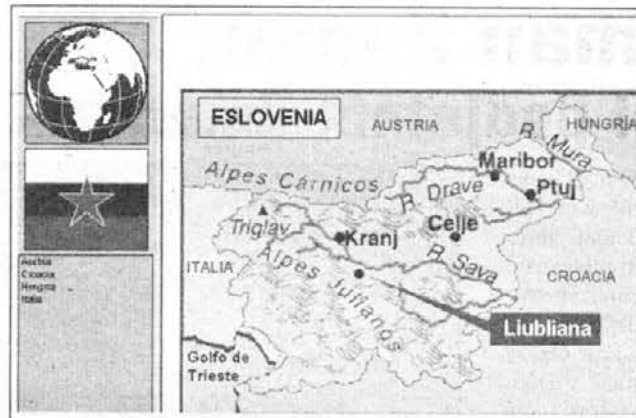 ESLOVENIA
AUSTRIA
HUNGRÍA
R. Mura
Maribor
Alpes Cárnicos
R. Drave
Ptuj
Triglav
Kranj
Celje
R. Sava
ITALIA
Alpes Julianos
CROACIA
Liubliana
Golfo de
Trieste
Austria
Croacia
Hungria
Italia